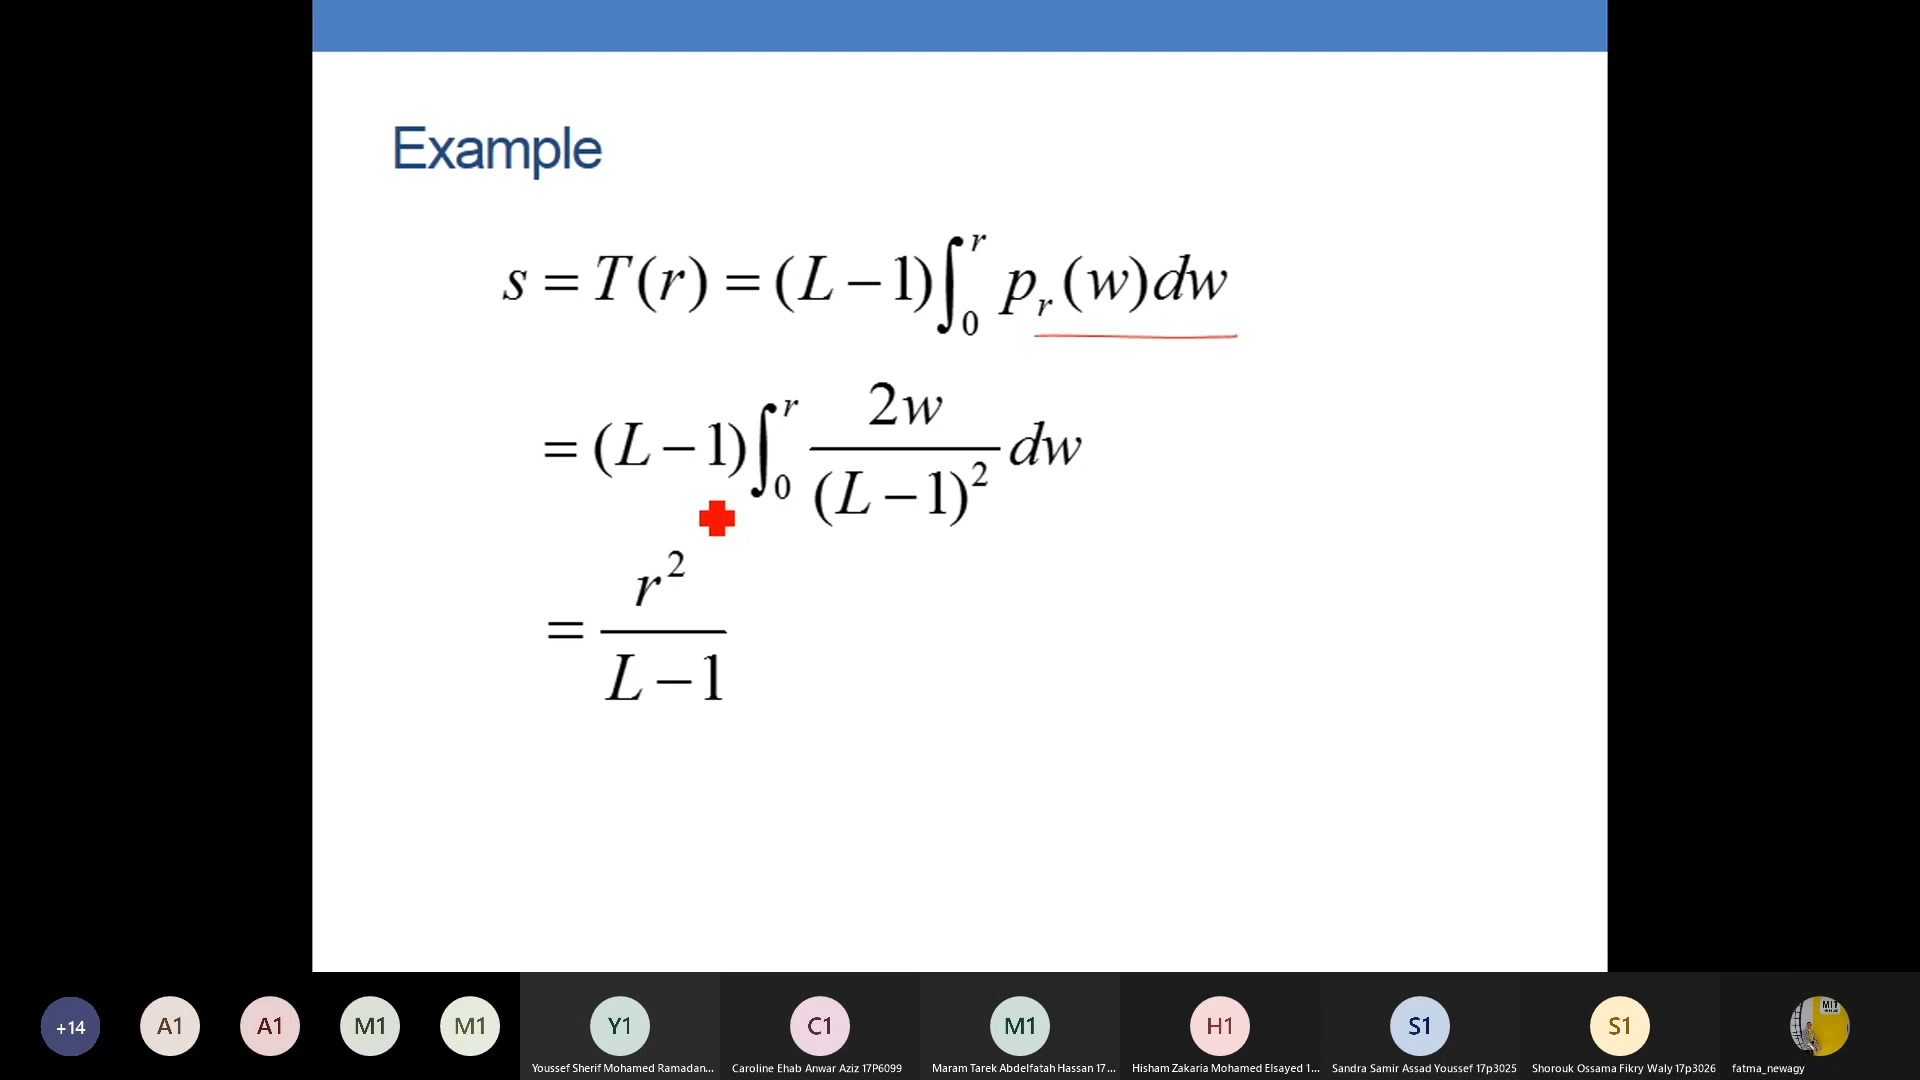 Example
s = T(r) = (L − 1)∫₀ʳ pᵣ(w)dw
= (L − 1)∫₀ʳ 2w / (L − 1)² dw
= r² / L − 1
+14
A1
A1
M1
M1
Y1
C1
M1
H1
S1
S1
MIT
Youssef Sherif Mohamed Ramadan...
Caroline Ehab Anwar Aziz 17P6099
Maram Tarek Abdelfatah Hassan 17...
Hisham Zakaria Mohamed Elsayed 1...
Sandra Samir Assad Youssef 17p3025
Shorouk Ossama Fikry Waly 17p3026
fatma_newagy